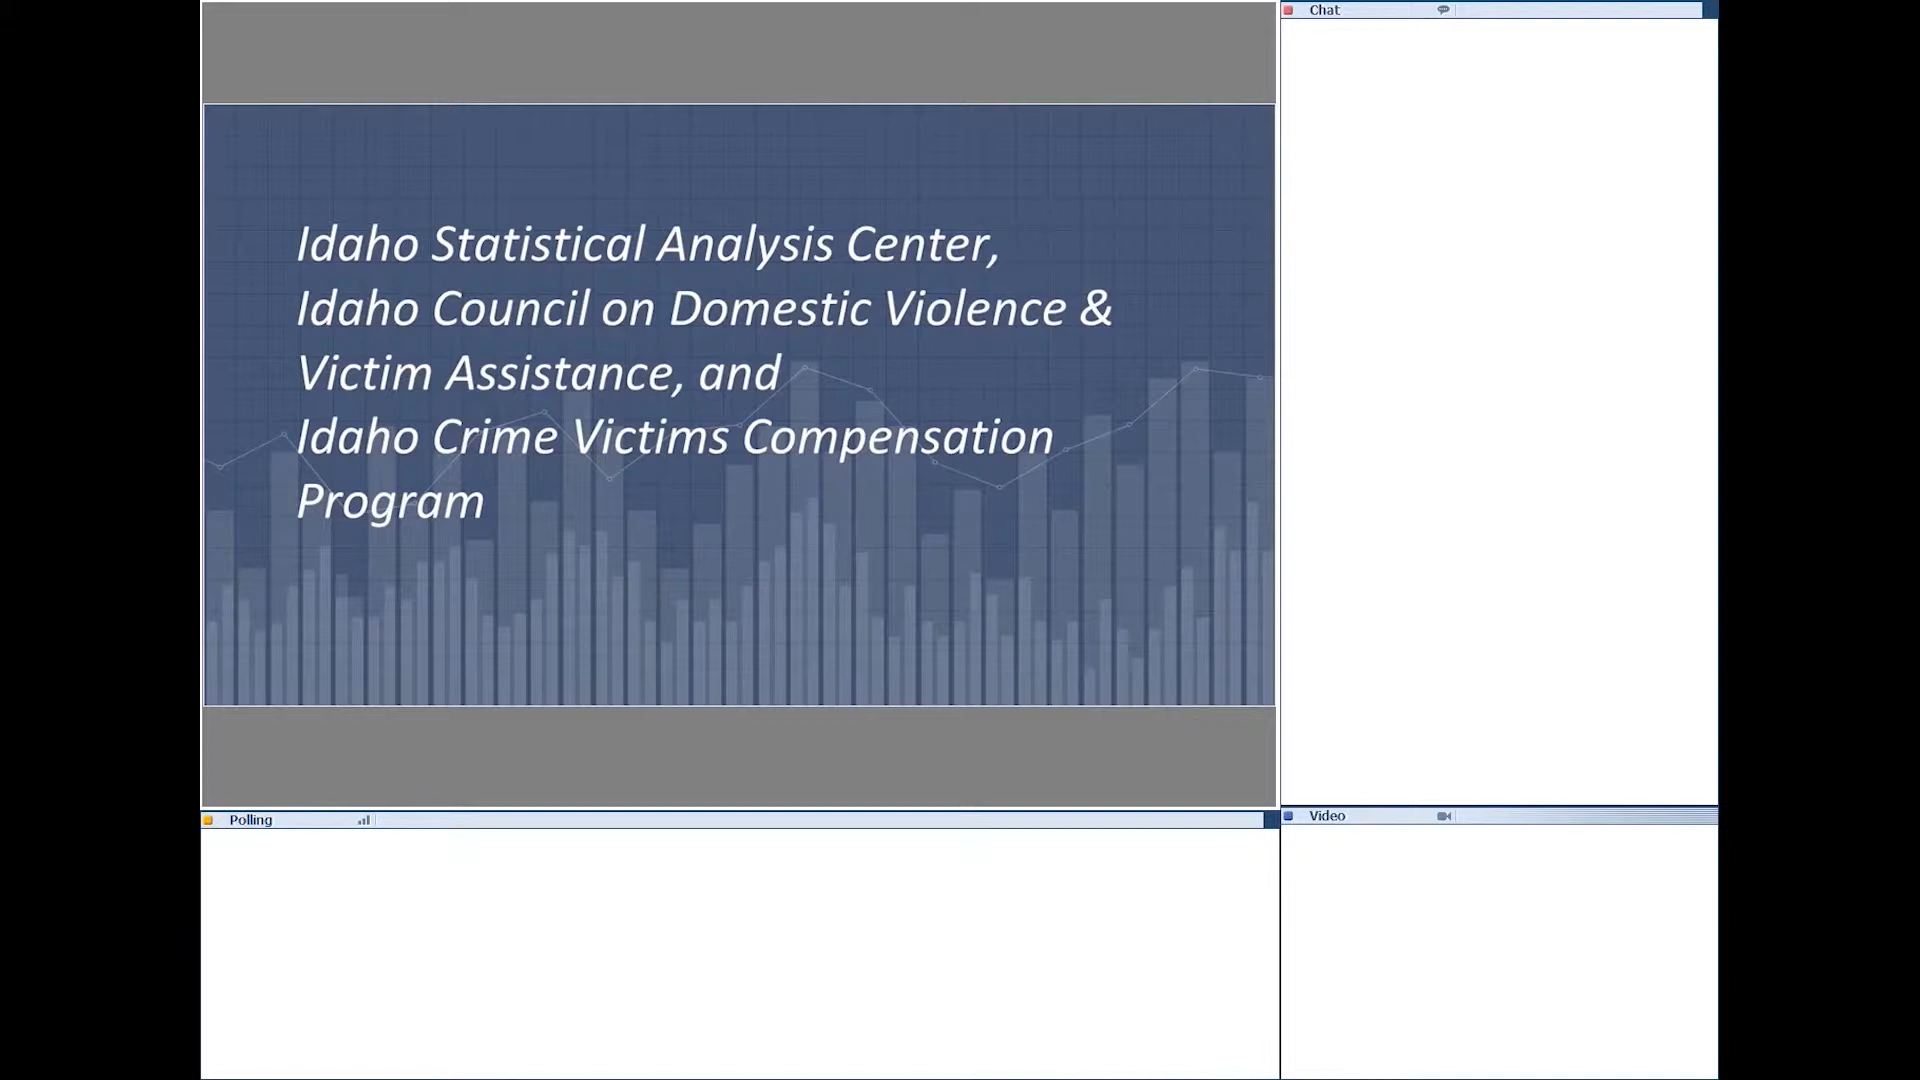 Idaho Statistical Analysis Center,
Idaho Council on Domestic Violence &
Victim Assistance, and
Idaho Crime Victims Compensation
Program
Chat
Polling
Video